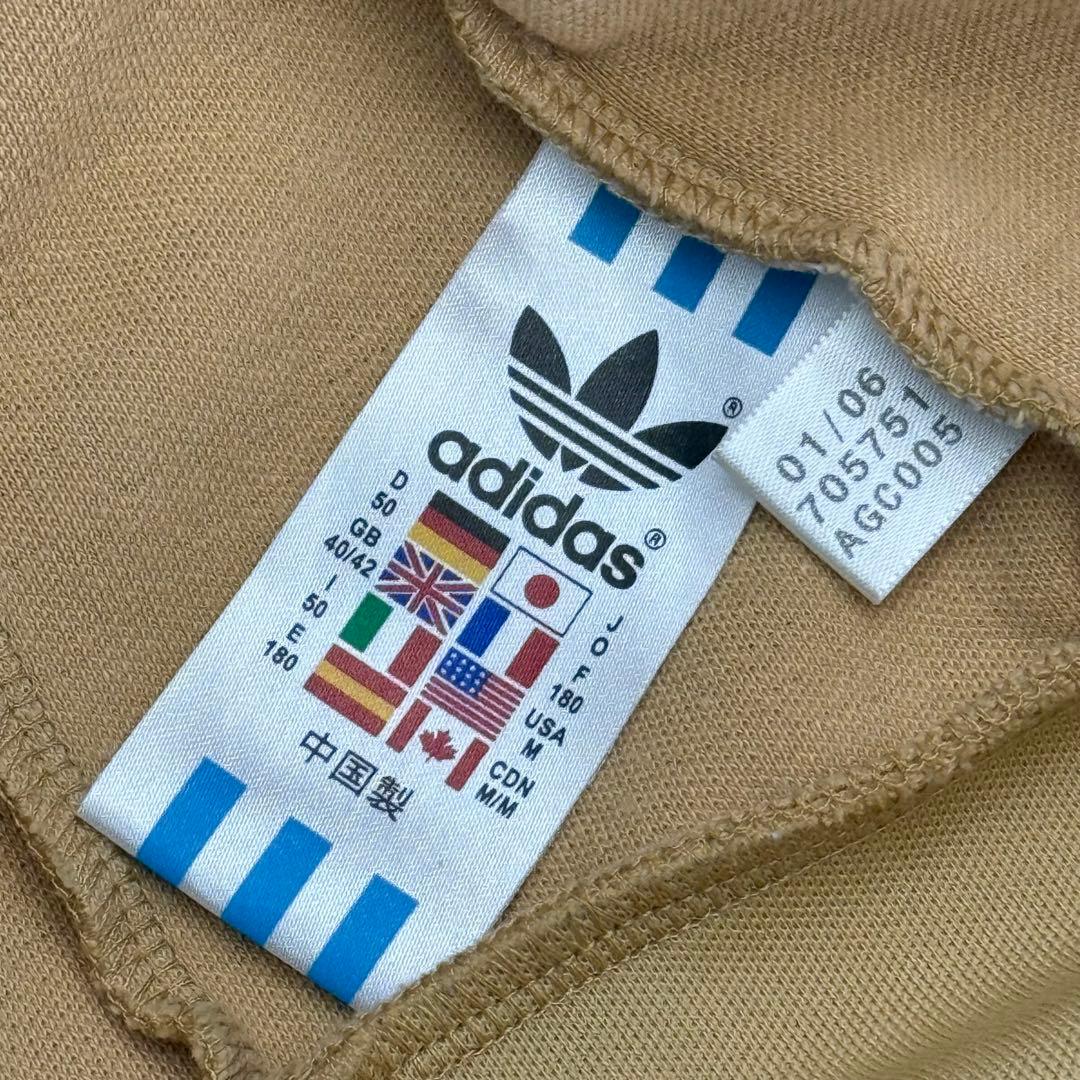 ®
adidas®
D
50
GB
40/42
I
50
E
180
J
O
F
180
USA
M
CDN
M/M
中国製
01/06
705751
AGC005